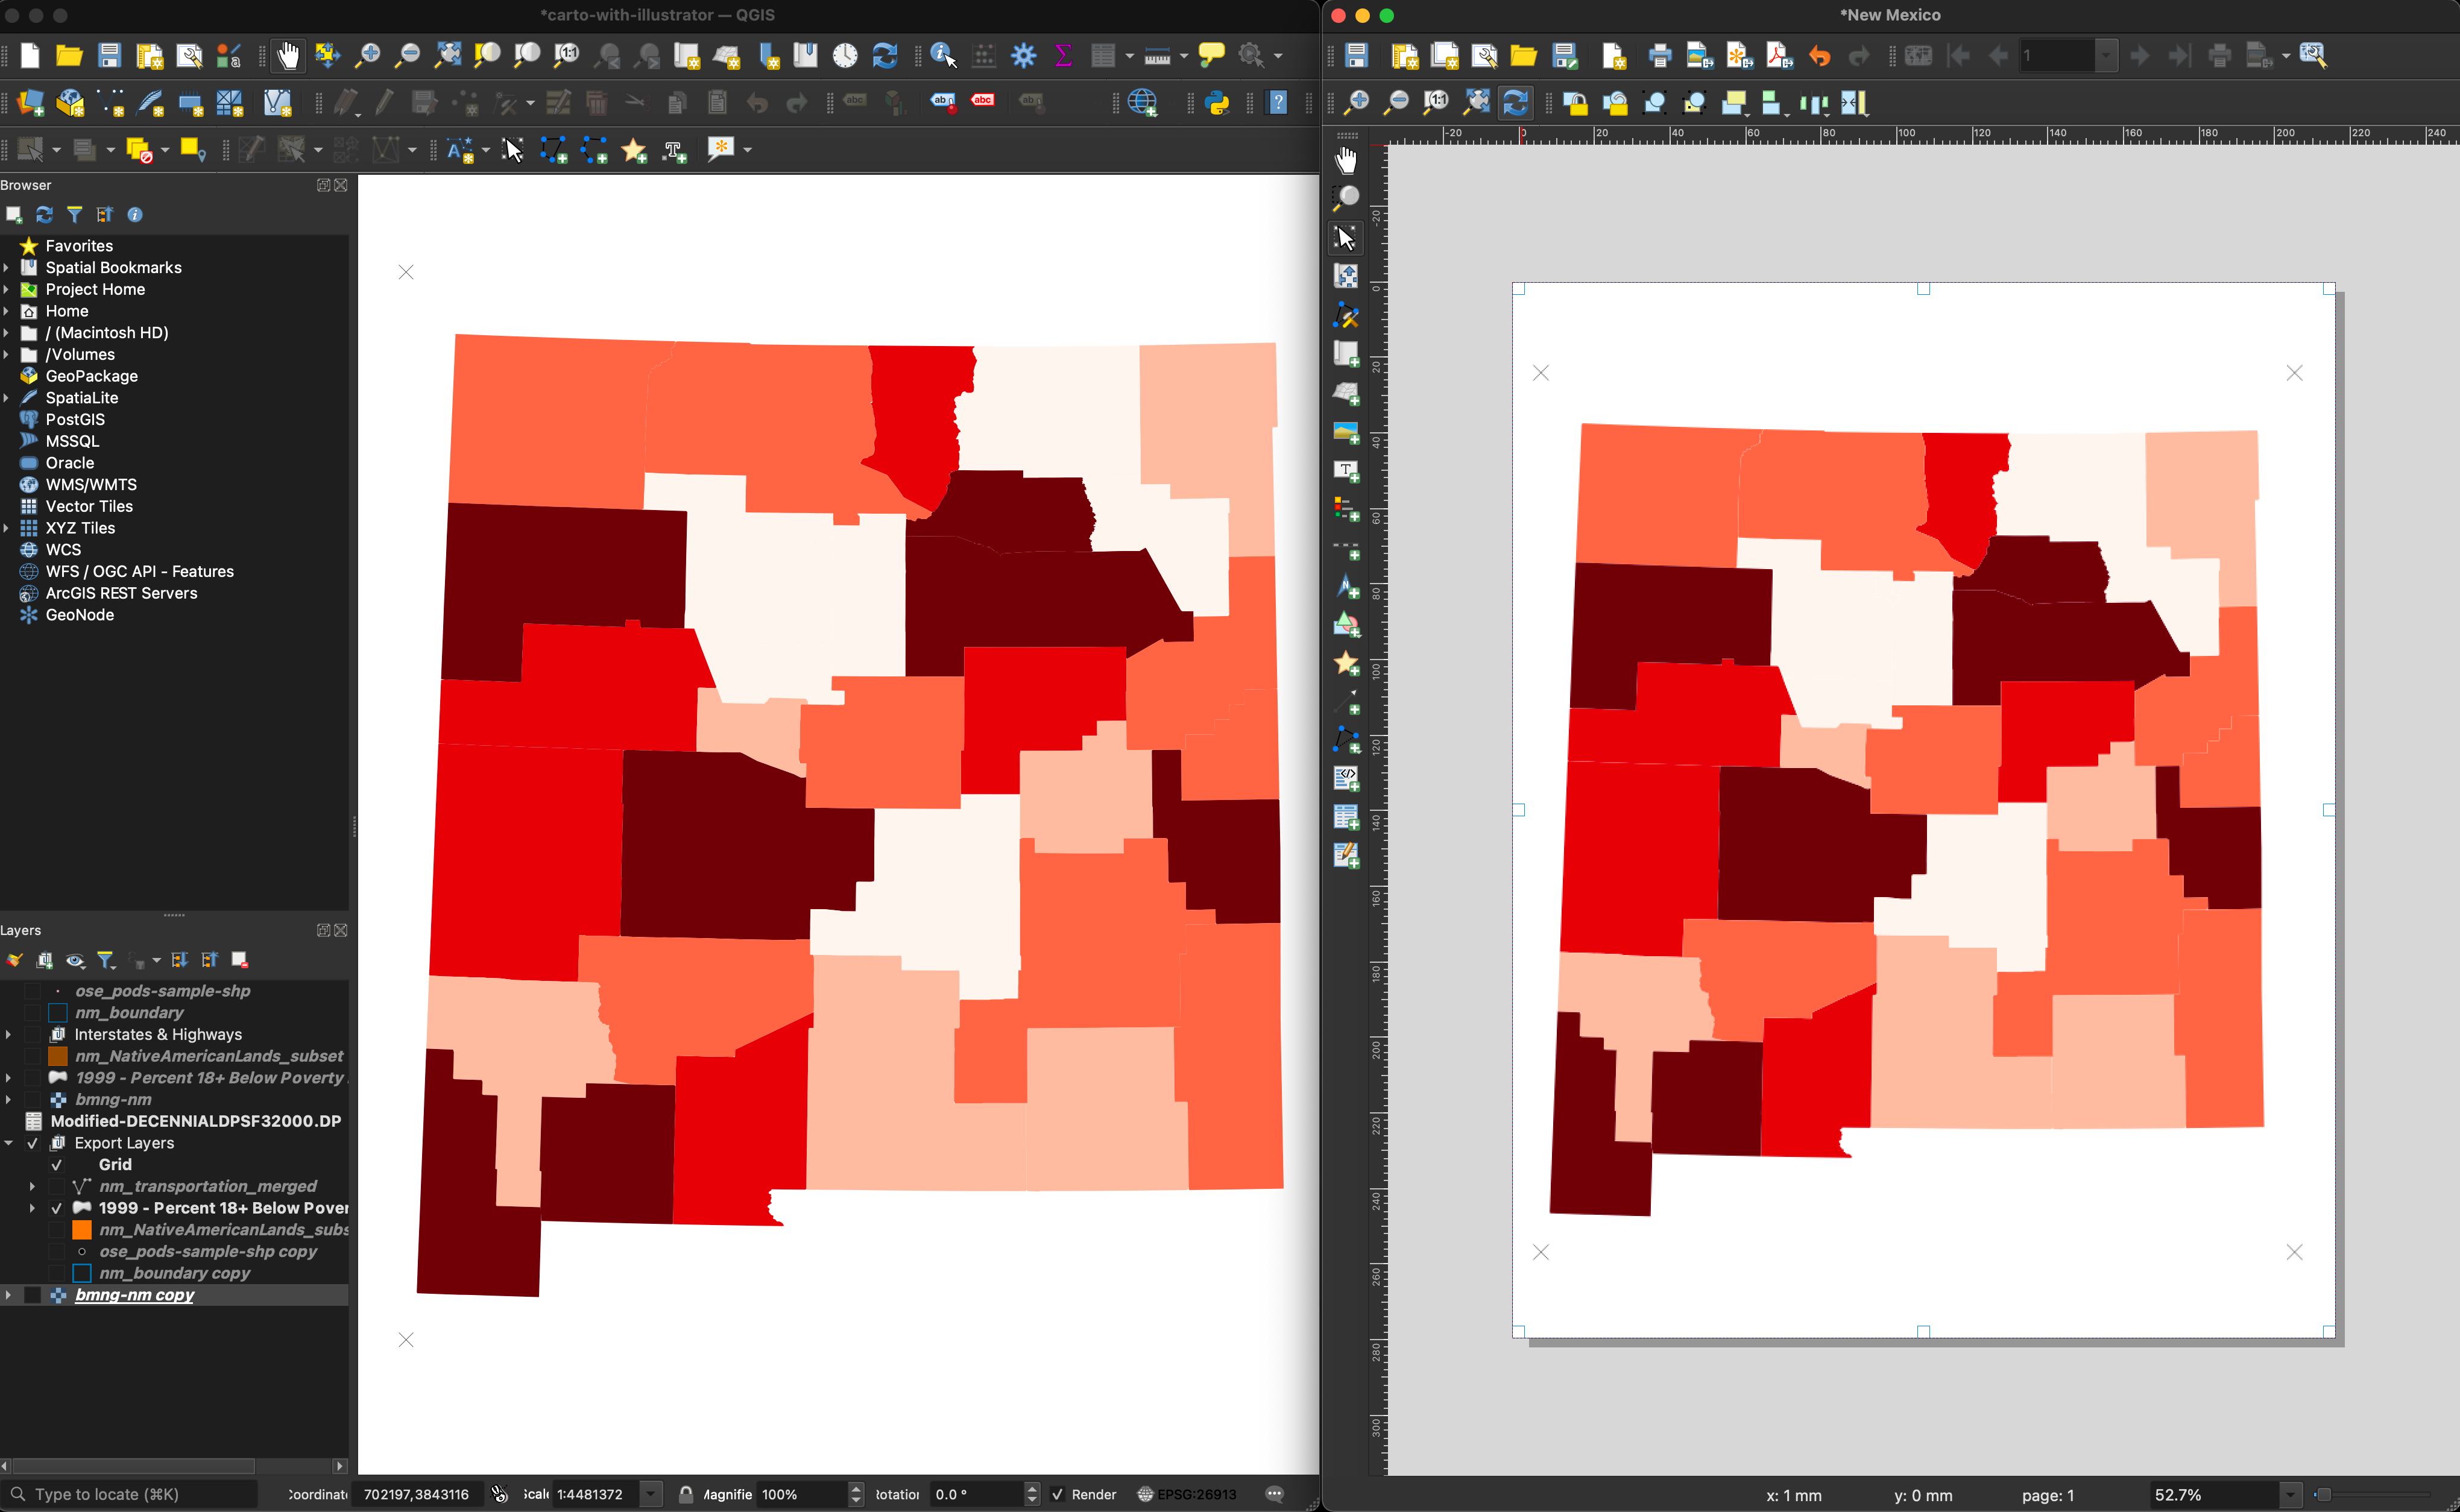 *carto-with-illustrator — QGIS
*New Mexico
1
Browser
Favorites
Spatial Bookmarks
Project Home
Home
/ (Macintosh HD)
/Volumes
GeoPackage
SpatiaLite
PostGIS
MSSQL
Oracle
WMS/WMTS
Vector Tiles
XYZ Tiles
WCS
WFS / OGC API - Features
ArcGIS REST Servers
GeoNode
Layers
ose_pods-sample-shp
nm_boundary
Interstates & Highways
nm_NativeAmericanLands_subset
1999 - Percent 18+ Below Poverty
bmng-nm
Modified-DECENNIALDPSF32000.DP
Export Layers
Grid
nm_transportation_merged
1999 - Percent 18+ Below Pover
nm_NativeAmericanLands_subs
ose_pods-sample-shp copy
nm_boundary copy
bmng-nm copy
-20 0 20 40 60 80 100 120 140 160 180 200 220 240
-20
0
20
40
60
80
100
120
140
160
180
200
220
240
260
280
300
Type to locate (⌘K) Coordinat 702197,3843116 Scal 1:4481372 Magnifie 100% Rotation 0.0 ° Render EPSG:26913
x: 1 mm y: 0 mm page: 1 52.7%